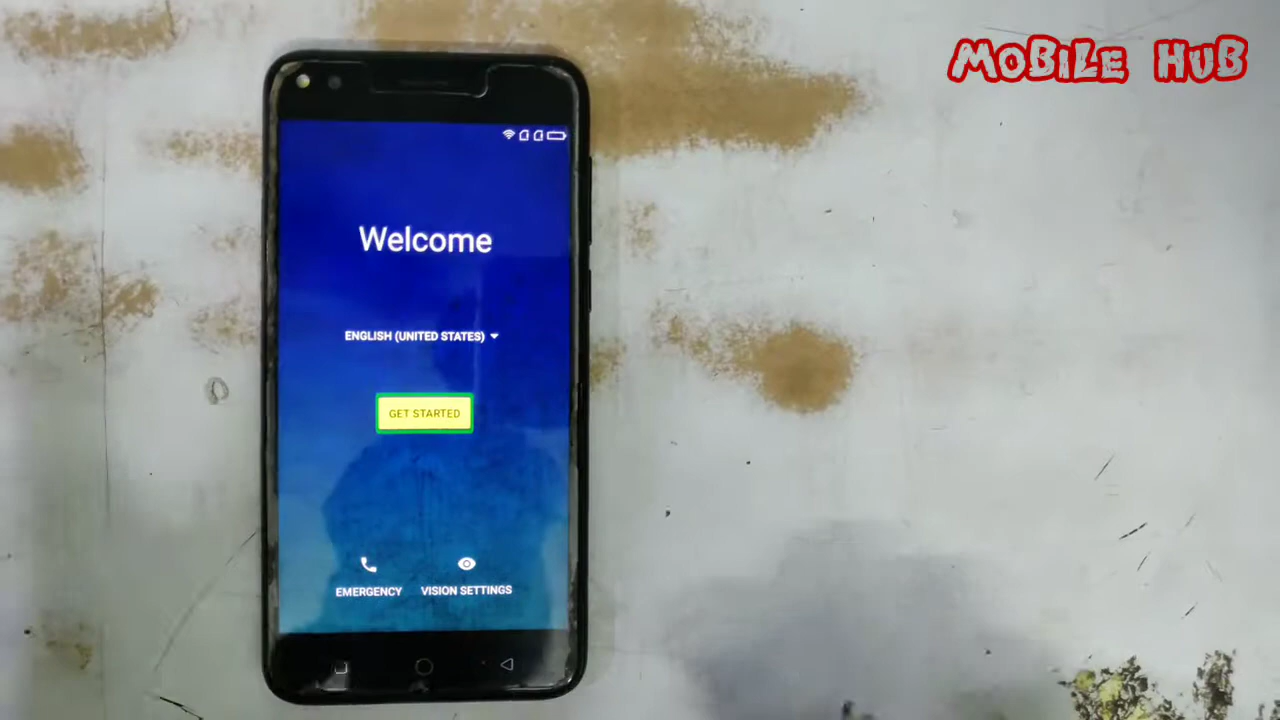 MOBILE HUB
Welcome
ENGLISH (UNITED STATES)
GET STARTED
EMERGENCY
VISION SETTINGS